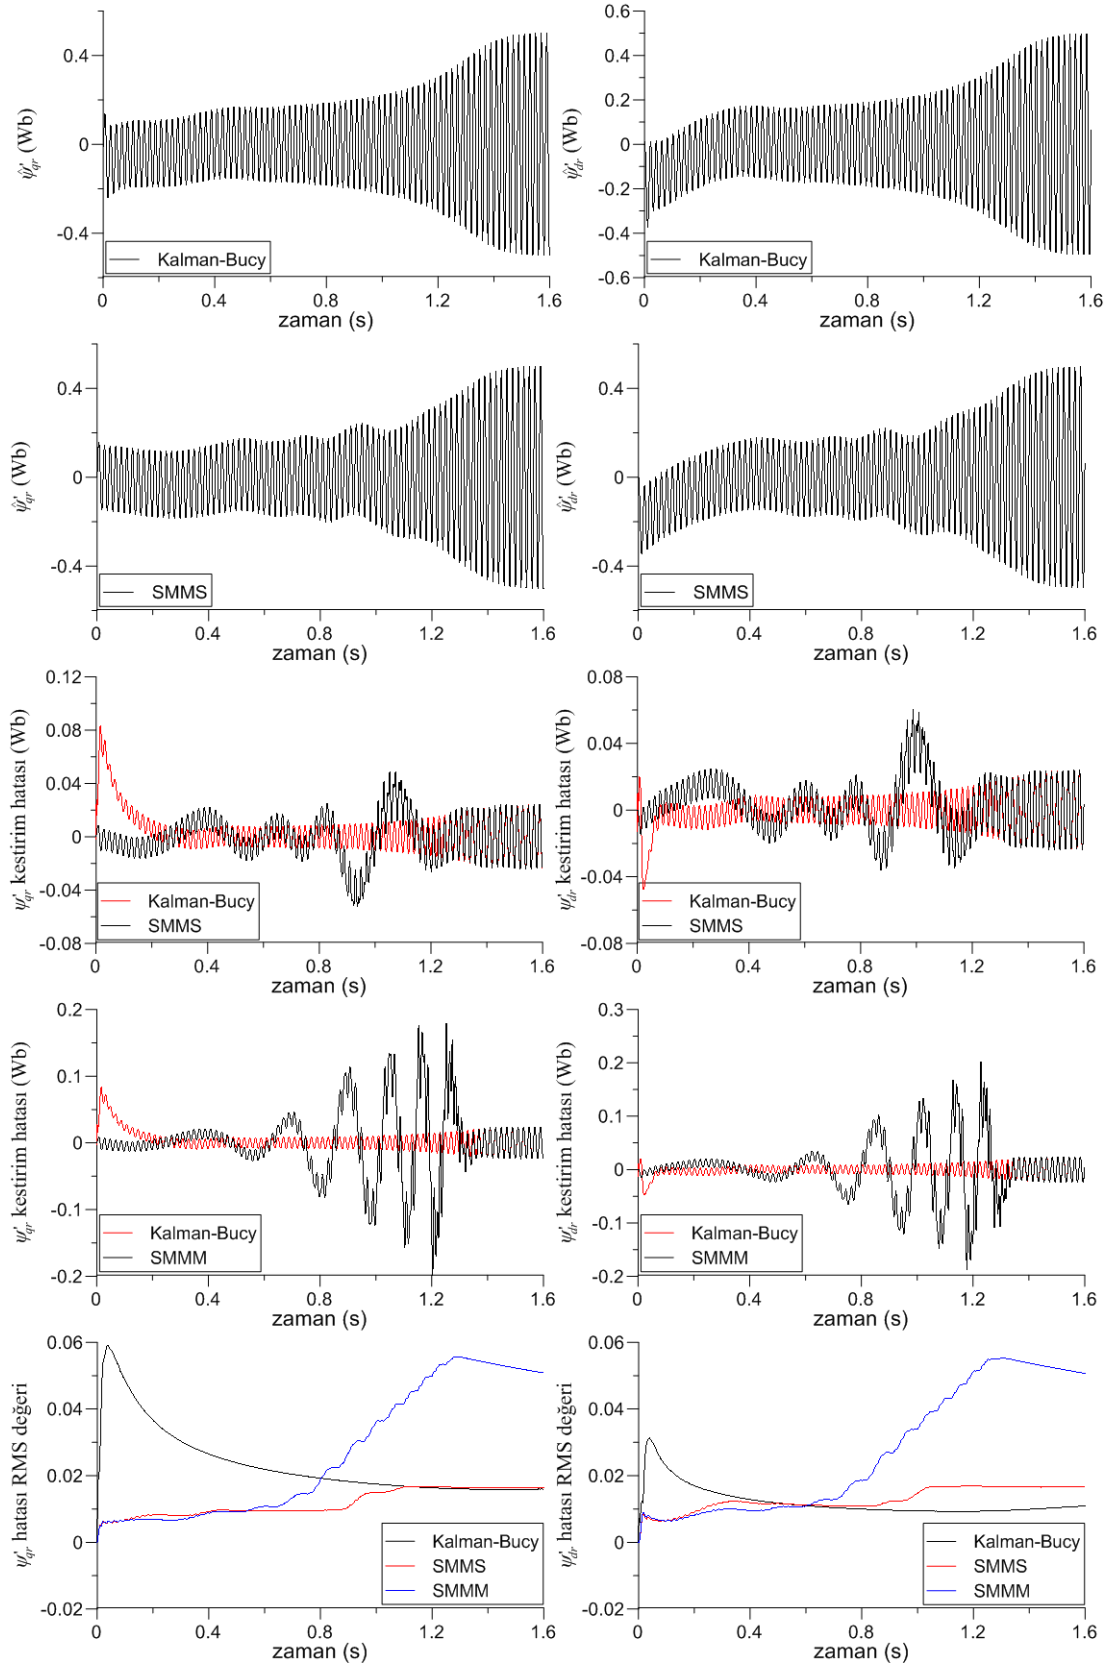 ψ̂'qr (Wb)
0.4
0
-0.4
Kalman-Bucy
0 0.4 0.8 1.2 1.6
zaman (s)
ψ̂'dr (Wb)
0.6
0.4
0.2
0
-0.2
-0.4
-0.6
Kalman-Bucy
0 0.4 0.8 1.2 1.6
zaman (s)
ψ̂'qr (Wb)
0.4
0
-0.4
SMMS
0 0.4 0.8 1.2 1.6
zaman (s)
ψ̂'dr (Wb)
0.4
0
-0.4
SMMS
0 0.4 0.8 1.2 1.6
zaman (s)
ψ'qr kestirim hatası (Wb)
0.12
0.08
0.04
0
-0.04
-0.08
Kalman-Bucy
SMMS
0 0.4 0.8 1.2 1.6
zaman (s)
ψ'dr kestirim hatası (Wb)
0.08
0.04
0
-0.04
-0.08
Kalman-Bucy
SMMS
0 0.4 0.8 1.2 1.6
zaman (s)
ψ'qr kestirim hatası (Wb)
0.2
0.1
0
-0.1
-0.2
Kalman-Bucy
SMMM
0 0.4 0.8 1.2 1.6
zaman (s)
ψ'dr kestirim hatası (Wb)
0.3
0.2
0.1
0
-0.1
-0.2
Kalman-Bucy
SMMM
0 0.4 0.8 1.2 1.6
zaman (s)
ψ'qr hatası RMS değeri
0.06
0.04
0.02
0
-0.02
Kalman-Bucy
SMMS
SMMM
0 0.4 0.8 1.2 1.6
zaman (s)
ψ'dr hatası RMS değeri
0.06
0.04
0.02
0
-0.02
Kalman-Bucy
SMMS
SMMM
0 0.4 0.8 1.2 1.6
zaman (s)